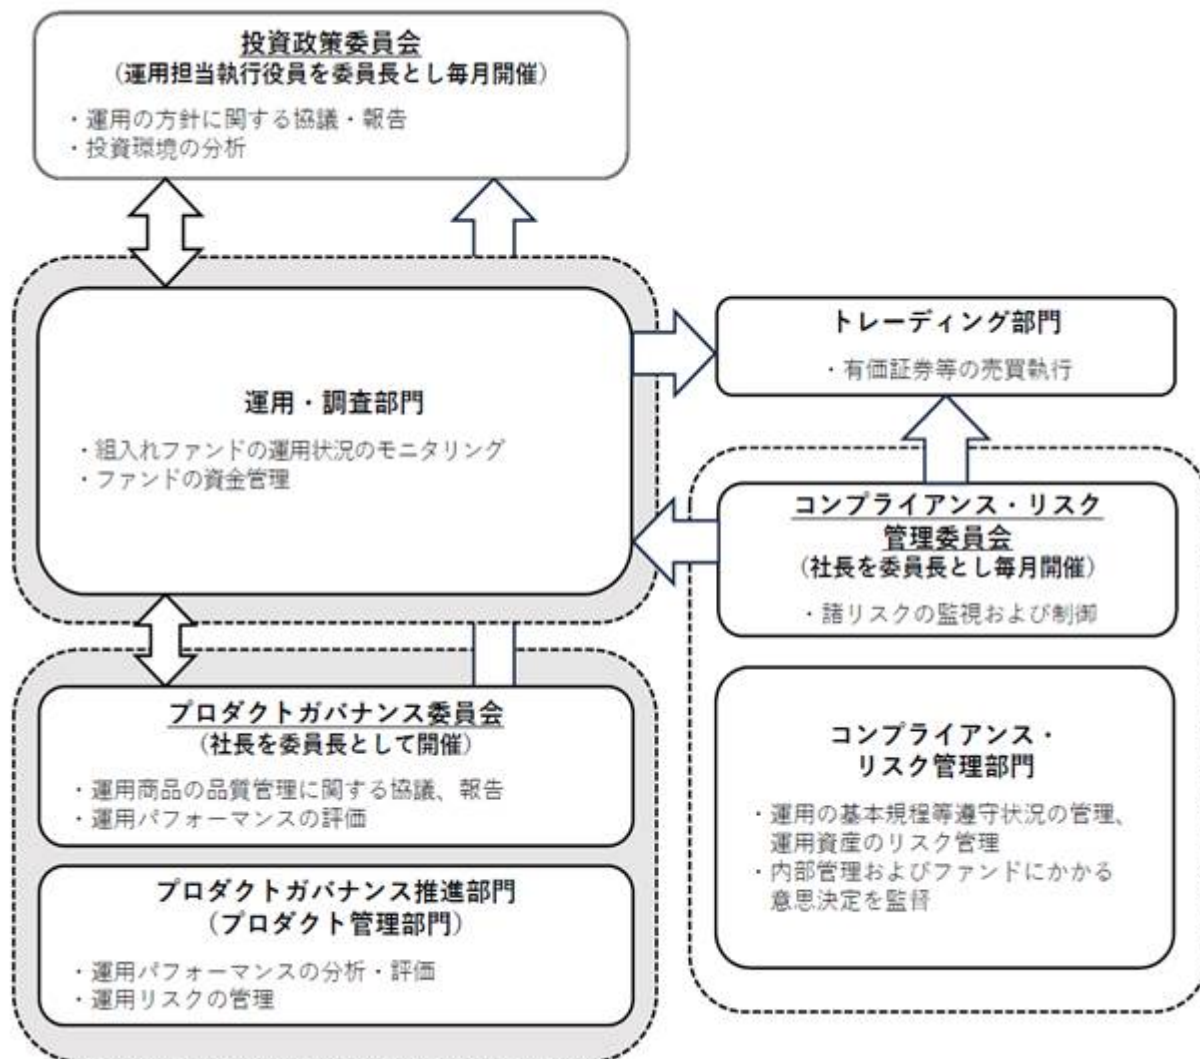 投資政策委員会
(運用担当執行役員を委員長とし毎月開催)
・運用の方針に関する協議・報告
・投資環境の分析
運用・調査部門
・組入れファンドの運用状況のモニタリング
・ファンドの資金管理
トレーディング部門
・有価証券等の売買執行
コンプライアンス・リスク
管理委員会
(社長を委員長とし毎月開催)
・諸リスクの監視および制御
プロダクトガバナンス委員会
(社長を委員長として開催)
・運用商品の品質管理に関する協議、報告
・運用パフォーマンスの評価
プロダクトガバナンス推進部門
(プロダクト管理部門)
・運用パフォーマンスの分析・評価
・運用リスクの管理
コンプライアンス・
リスク管理部門
・運用の基本規程等遵守状況の管理、
運用資産のリスク管理
・内部管理およびファンドにかかる
意思決定を監督